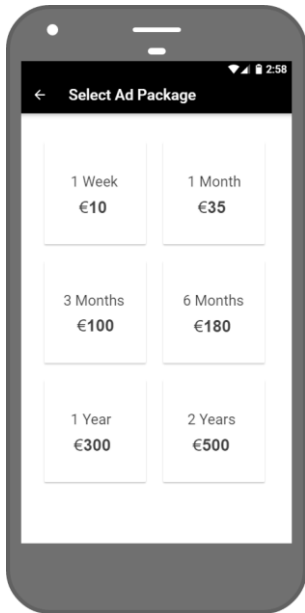 2:58
Select Ad Package
1 Week
€10
1 Month
€35
3 Months
€100
6 Months
€180
1 Year
€300
2 Years
€500